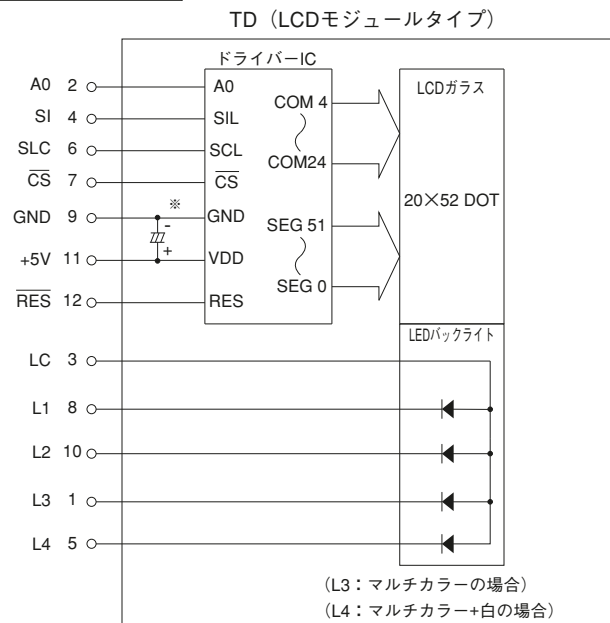 TD（LCDモジュールタイプ）
ドライバーIC
A0 2 A0
SI 4 SIL
SLC 6 SCL
CS 7 CS
GND 9 GND
+5V 11 VDD
RES 12 RES
※
-
+
COM 4
COM24
SEG 51
SEG 0
LCDガラス
20×52 DOT
LEDバックライト
LC 3
L1 8
L2 10
L3 1
L4 5
（L3：マルチカラーの場合）
（L4：マルチカラー+白の場合）